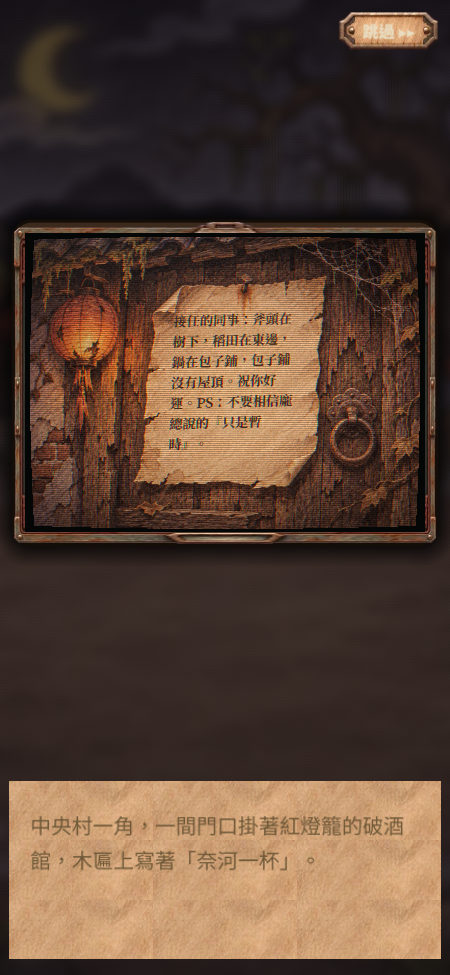 跳過
接任的同事：斧頭在
樹下，稻田在東邊，
鍋在包子鋪，包子鋪
沒有屋頂。祝你好
運。PS：不要相信龐
總說的『只是暫
時』。
中央村一角，一間門口掛著紅燈籠的破酒
館，木匾上寫著「奈河一杯」。